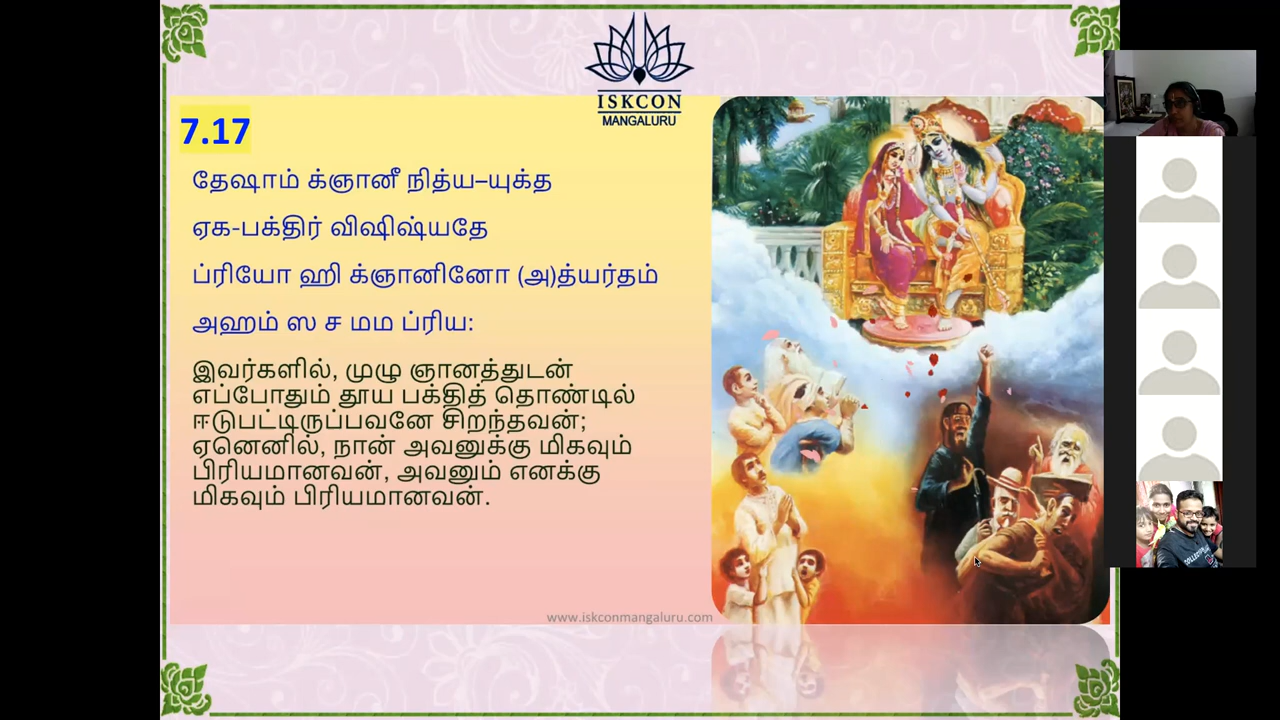 ISKCON
MANGALURU
7.17
தேஷாம் க்ஞானீ நித்ய–யுக்த
ஏக-பக்திர் விஷிஷ்யதே
ப்ரியோ ஹி க்ஞானினோ (அ)த்யர்தம்
அஹம் ஸ ச மம ப்ரிய:
இவர்களில், முழு ஞானத்துடன்
எப்போதும் தூய பக்தித் தொண்டில்
ஈடுபட்டிருப்பவனே சிறந்தவன்;
ஏனெனில், நான் அவனுக்கு மிகவும்
பிரியமானவன், அவனும் எனக்கு
மிகவும் பிரியமானவன்.
www.iskconmangaluru.com